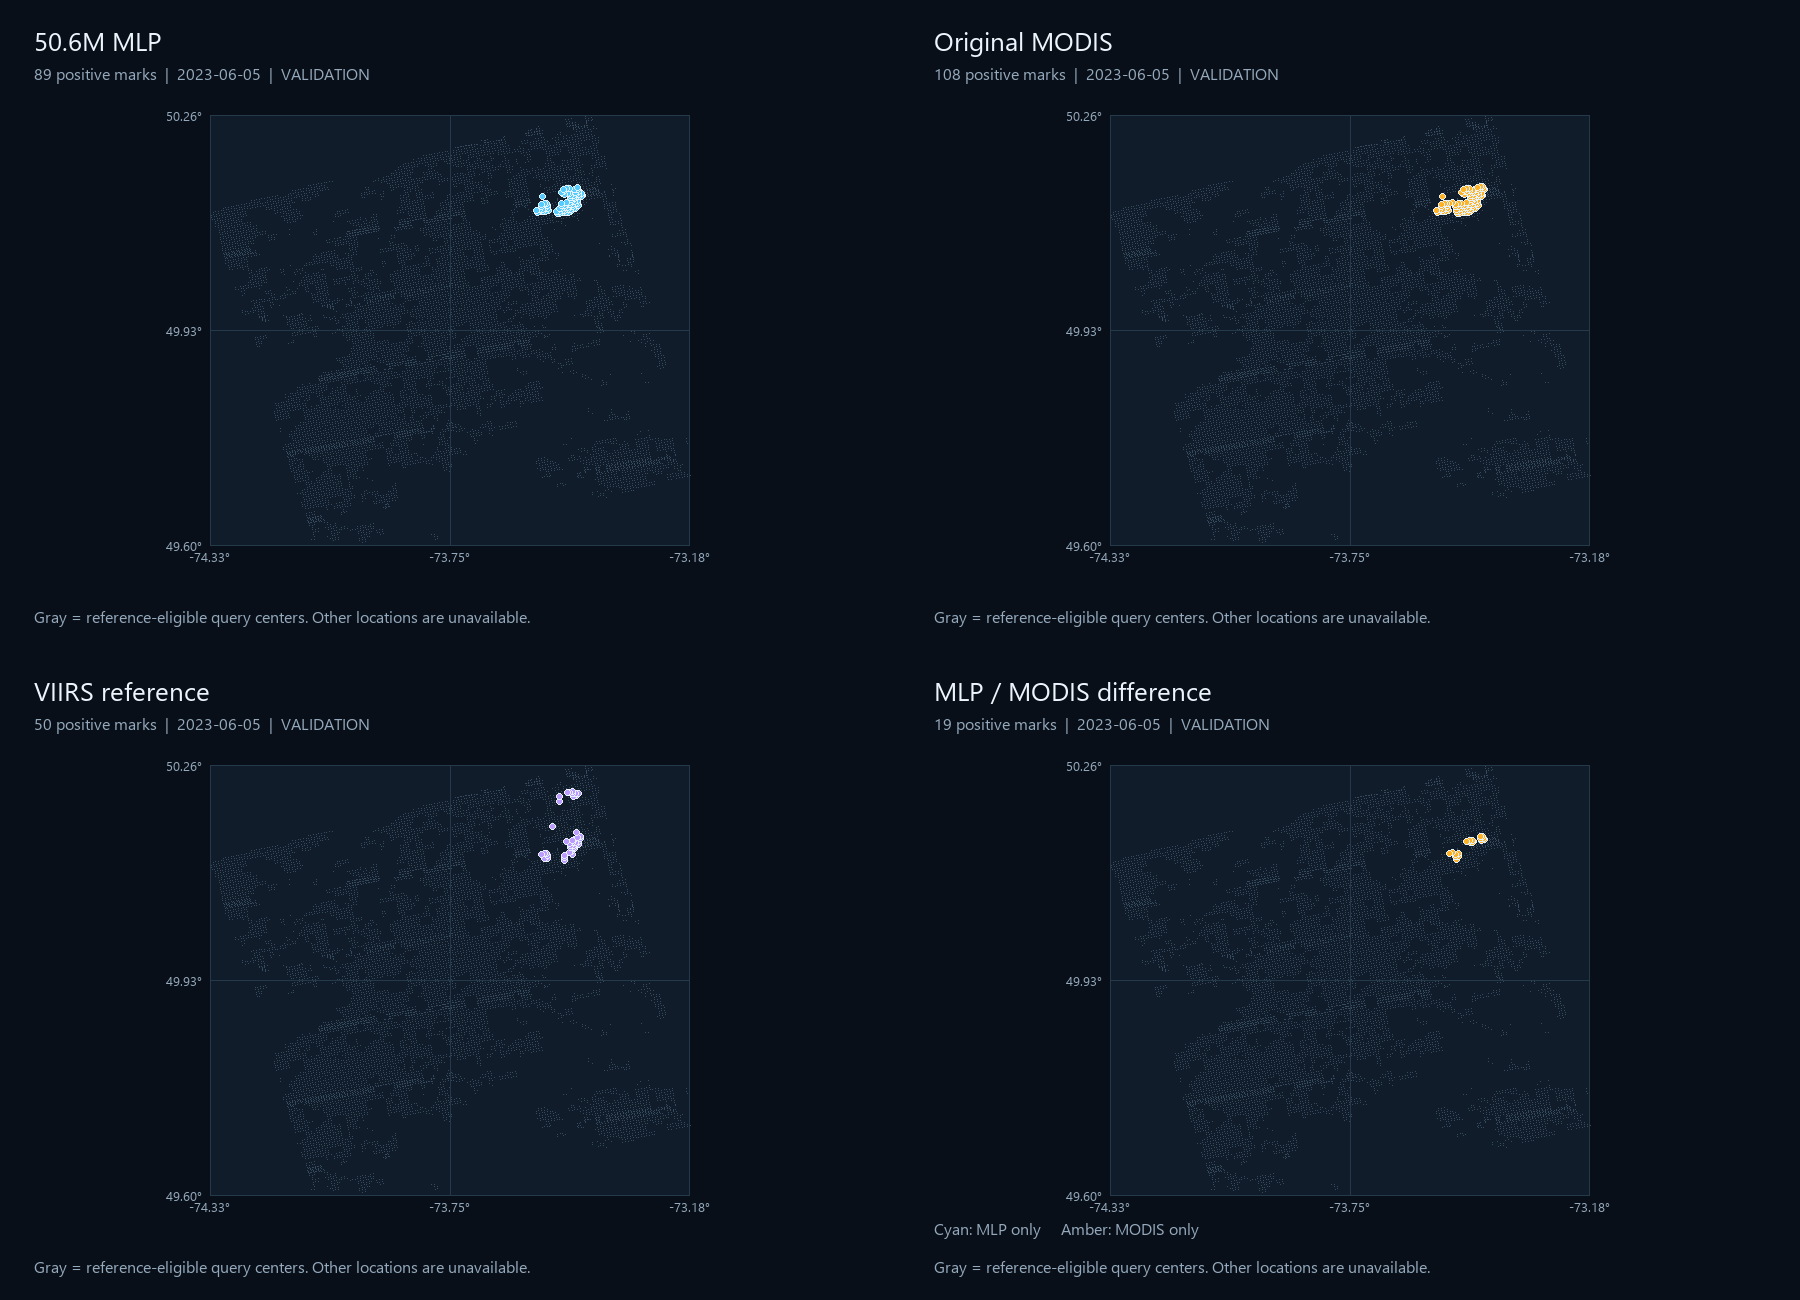 50.6M MLP
89 positive marks | 2023-06-05 | VALIDATION
50.26°
49.93°
49.60°
-74.33°
-73.75°
-73.18°
Gray = reference-eligible query centers. Other locations are unavailable.
Original MODIS
108 positive marks | 2023-06-05 | VALIDATION
50.26°
49.93°
49.60°
-74.33°
-73.75°
-73.18°
Gray = reference-eligible query centers. Other locations are unavailable.
VIIRS reference
50 positive marks | 2023-06-05 | VALIDATION
50.26°
49.93°
49.60°
-74.33°
-73.75°
-73.18°
Gray = reference-eligible query centers. Other locations are unavailable.
MLP / MODIS difference
19 positive marks | 2023-06-05 | VALIDATION
50.26°
49.93°
49.60°
-74.33°
-73.75°
-73.18°
Cyan: MLP only Amber: MODIS only
Gray = reference-eligible query centers. Other locations are unavailable.